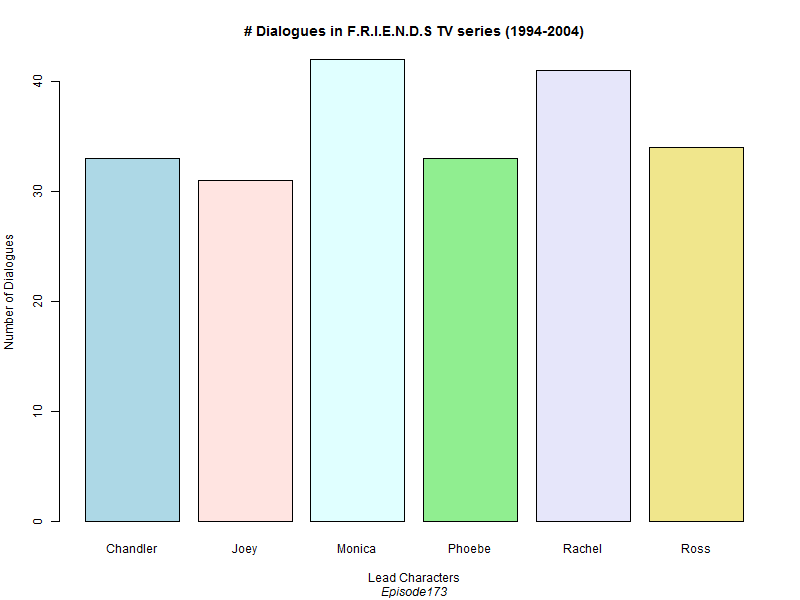 # Dialogues in F.R.I.E.N.D.S TV series (1994-2004)
Number of Dialogues
40
30
20
10
0
Chandler Joey Monica Phoebe Rachel Ross
Lead Characters
Episode173